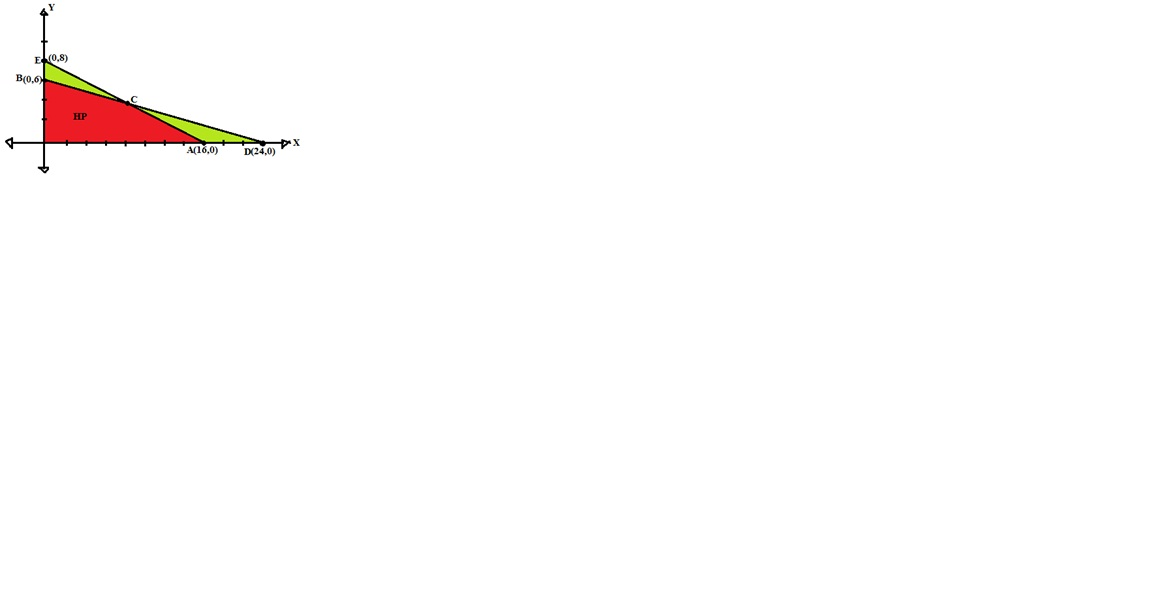 Y
E (0,8)
B(0,6)
C
HP
X
A(16,0)
D(24,0)